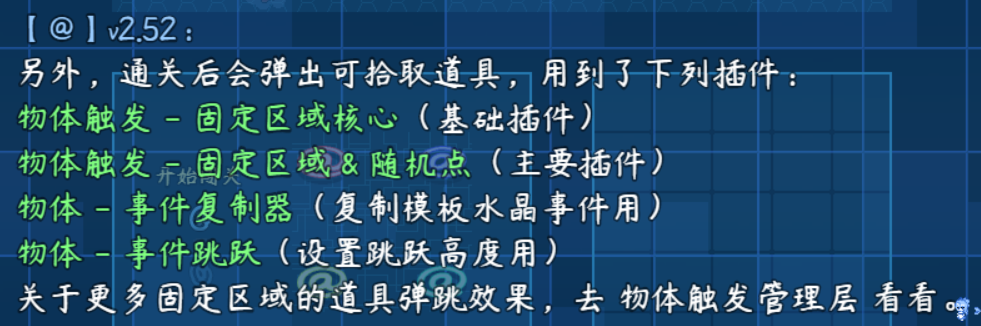 【@】v2.52：
另外，通关后会弹出可拾取道具，用到了下列插件：
物体触发 - 固定区域核心（基础插件）
物体触发 - 固定区域 & 随机点（主要插件）
开始闯关
物体 - 事件复制器（复制模板水晶事件用）
物体 - 事件跳跃（设置跳跃高度用）
关于更多固定区域的道具弹跳效果，去 物体触发管理层 看看。